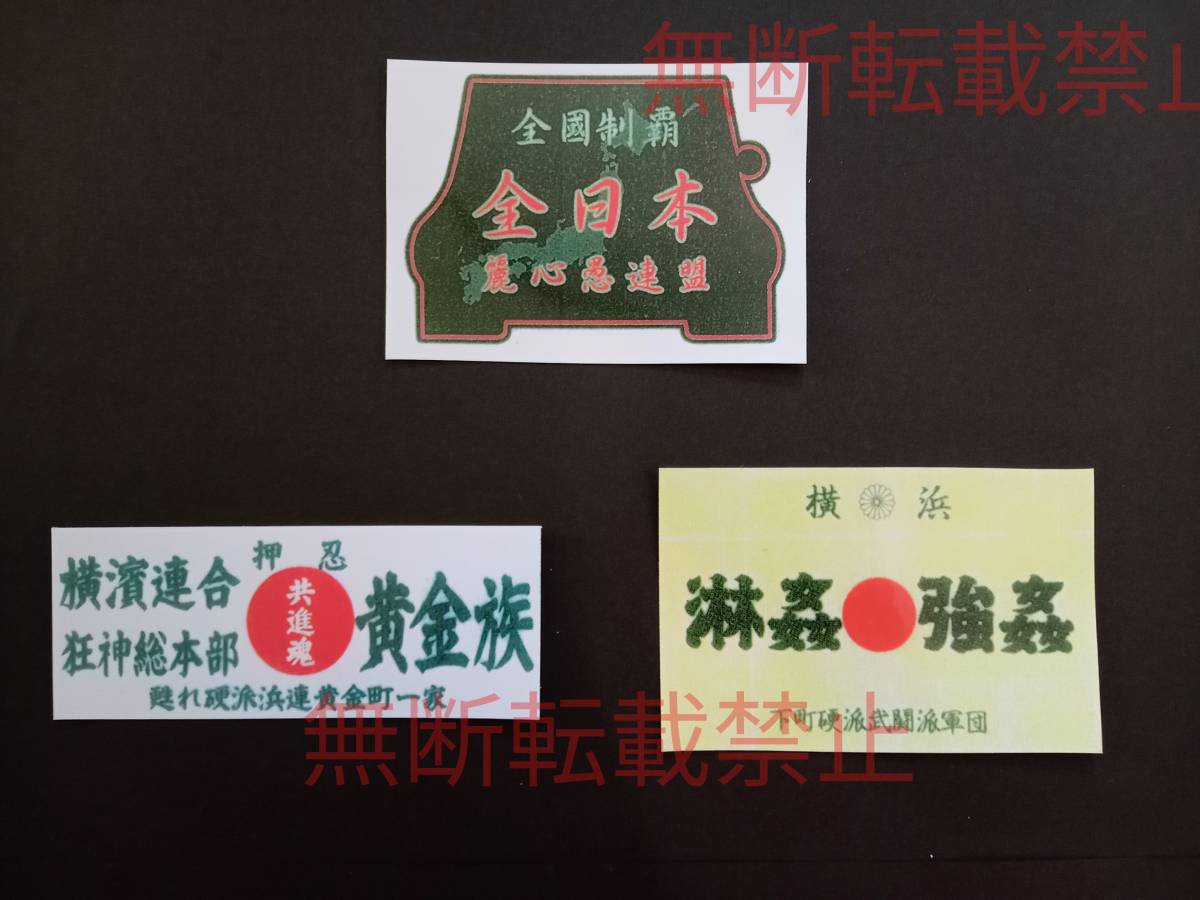 無断転載禁止
全國制覇
全日本
麗心愚連盟
押忍
横濱連合
狂神総本部
共進魂
黄金族
甦れ硬派浜連黄金町一家
横浜
淋姦 強姦
下町硬派武闘派軍団
無断転載禁止